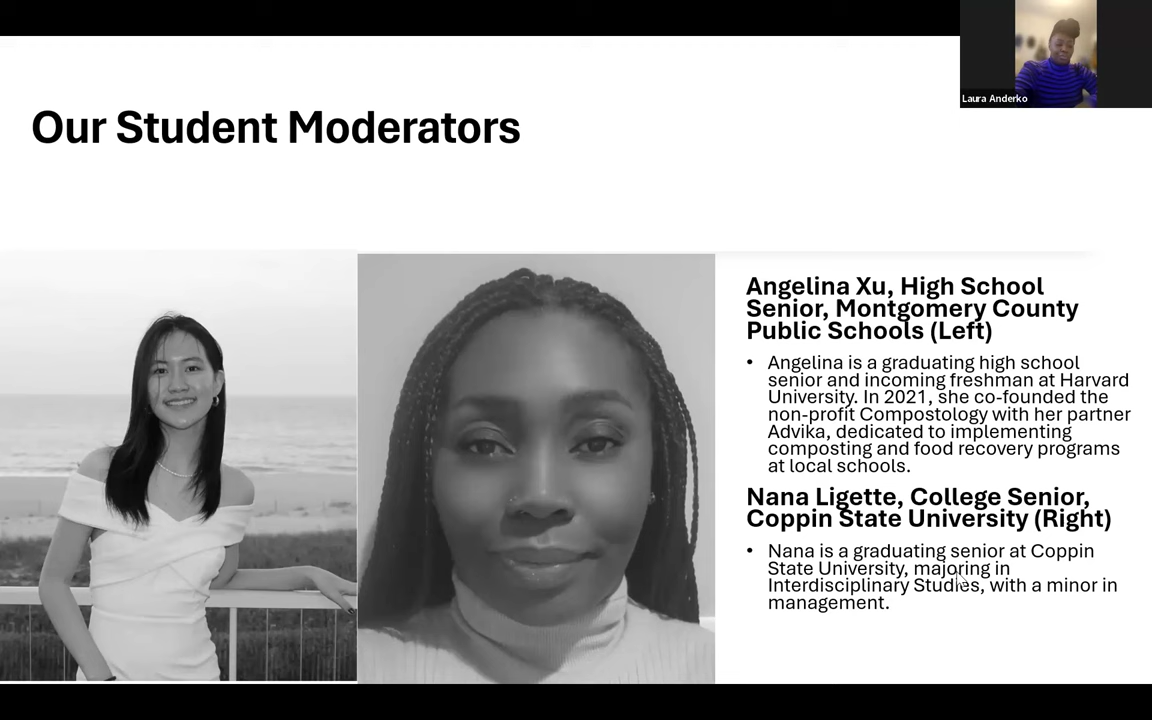 Laura Anderko
Our Student Moderators
Angelina Xu, High School
Senior, Montgomery County
Public Schools (Left)
• Angelina is a graduating high school
senior and incoming freshman at Harvard
University. In 2021, she co-founded the
non-profit Compostology with her partner
Advika, dedicated to implementing
composting and food recovery programs
at local schools.
Nana Ligette, College Senior,
Coppin State University (Right)
• Nana is a graduating senior at Coppin
State University, majoring in
Interdisciplinary Studies, with a minor in
management.